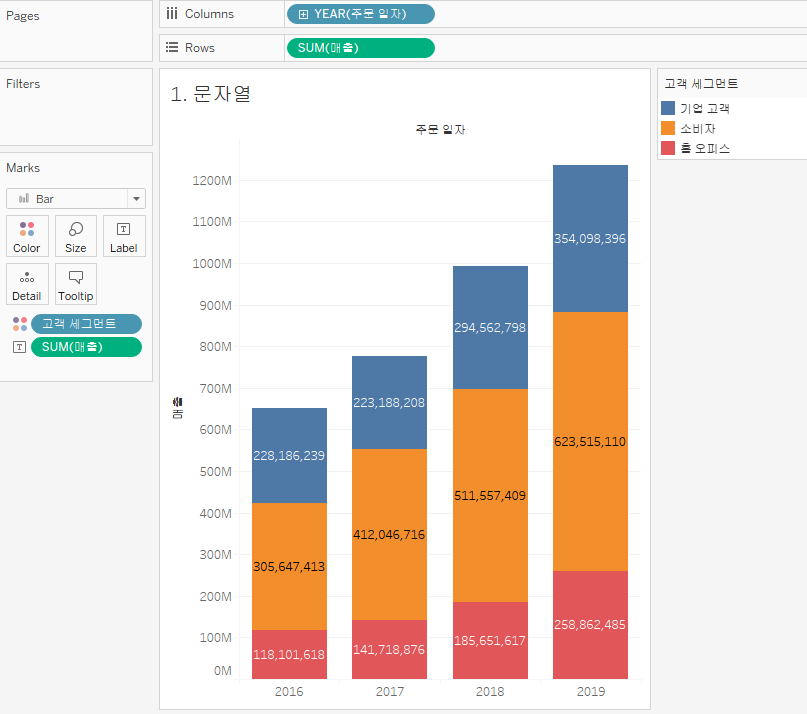 Pages
Columns
YEAR(주문 일자)
Rows
SUM(매출)
Filters
Marks
Bar
Color
Size
Label
Detail
Tooltip
고객 세그먼트
SUM(매출)
1. 문자열
주문 일자
매출
1200M
1100M
1000M
900M
800M
700M
600M
500M
400M
300M
200M
100M
0M
228,186,239
305,647,413
118,101,618
223,188,208
412,046,716
141,718,876
294,562,798
511,557,409
185,651,617
354,098,396
623,515,110
258,862,485
2016
2017
2018
2019
고객 세그먼트
기업 고객
소비자
홈 오피스